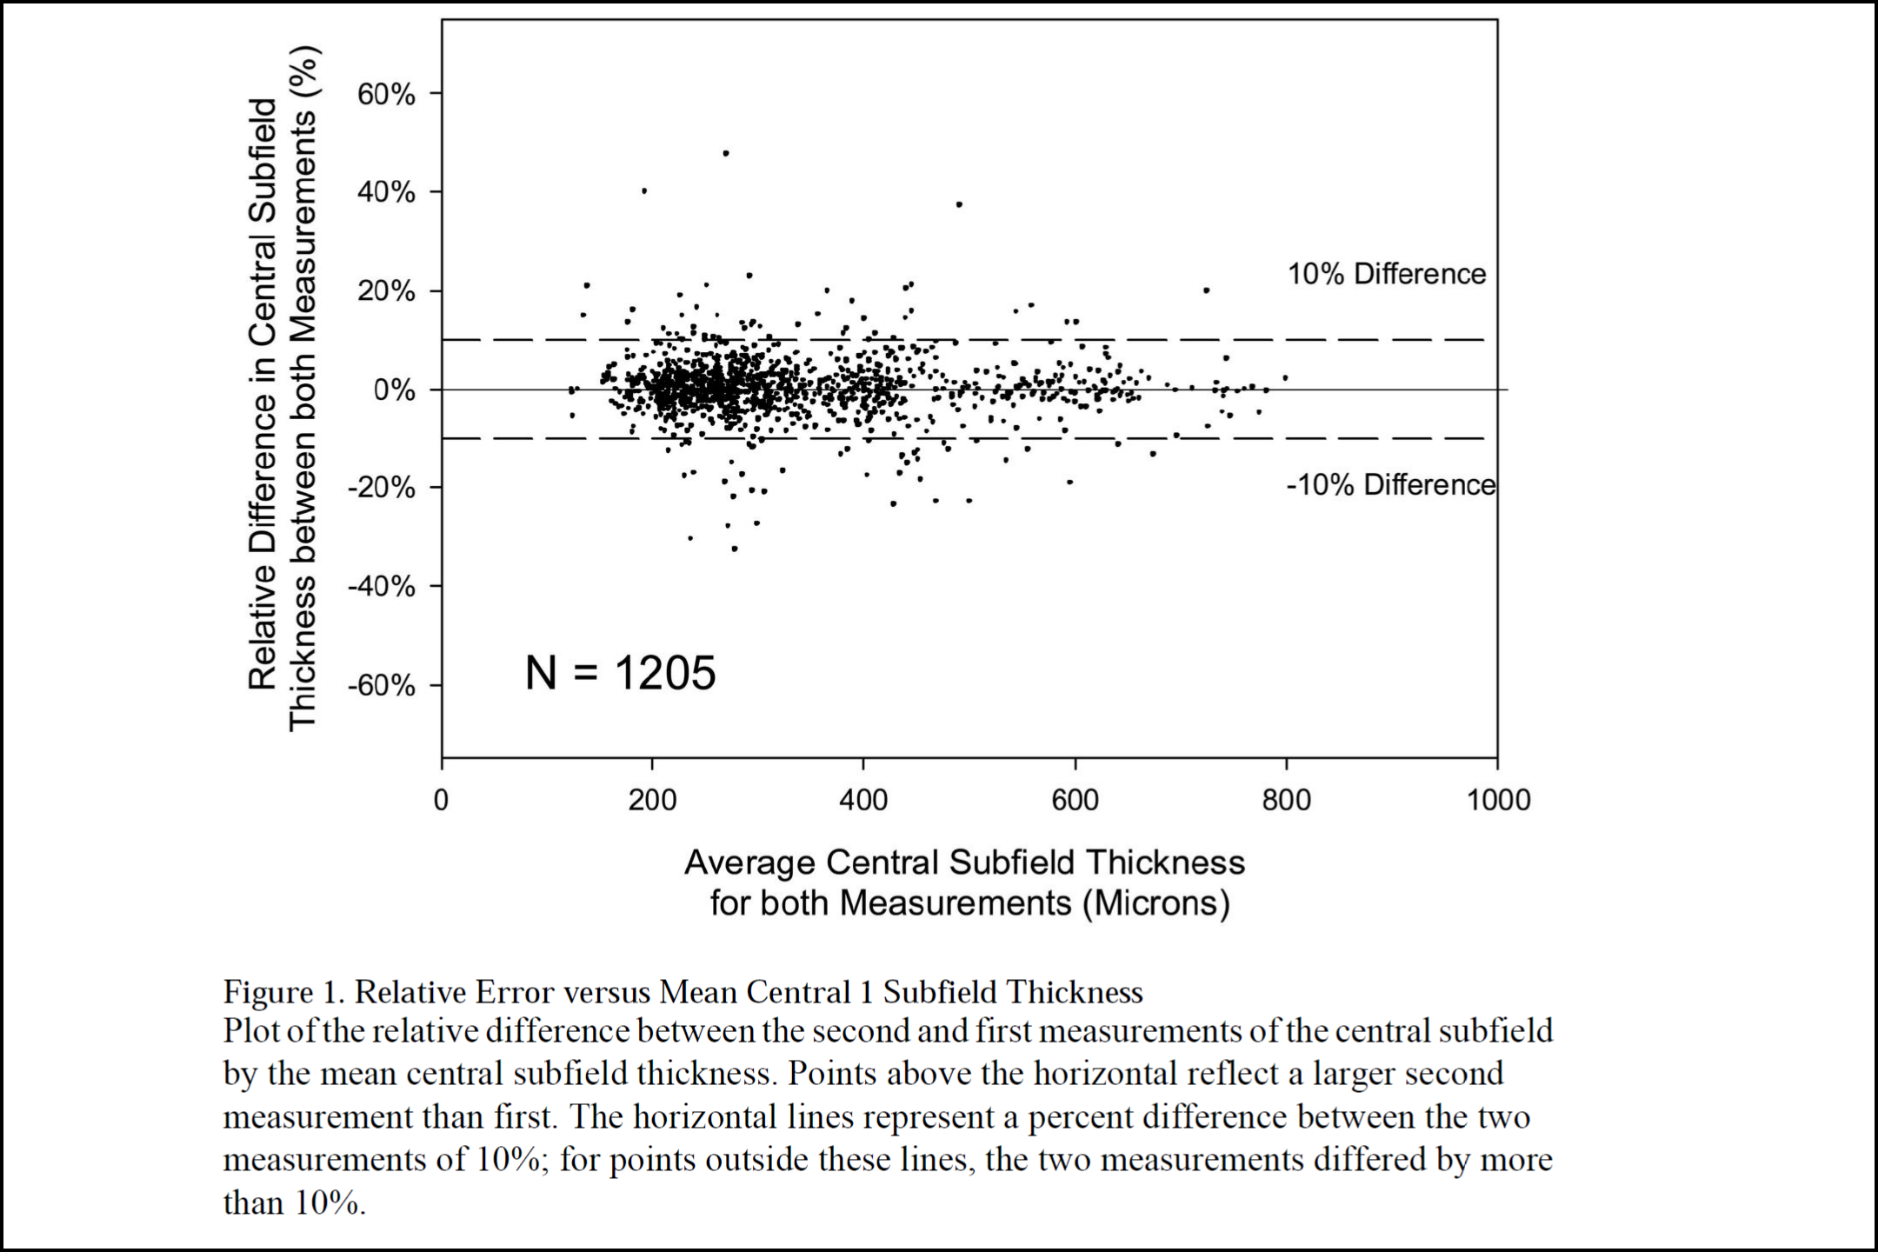 Relative Difference in Central Subfield
Thickness between both Measurements (%)
60%
40%
20%
0%
-20%
-40%
-60%
10% Difference
-10% Difference
N = 1205
0 200 400 600 800 1000
Average Central Subfield Thickness
for both Measurements (Microns)
Figure 1. Relative Error versus Mean Central 1 Subfield Thickness
Plot of the relative difference between the second and first measurements of the central subfield
by the mean central subfield thickness. Points above the horizontal reflect a larger second
measurement than first. The horizontal lines represent a percent difference between the two
measurements of 10%; for points outside these lines, the two measurements differed by more
than 10%.